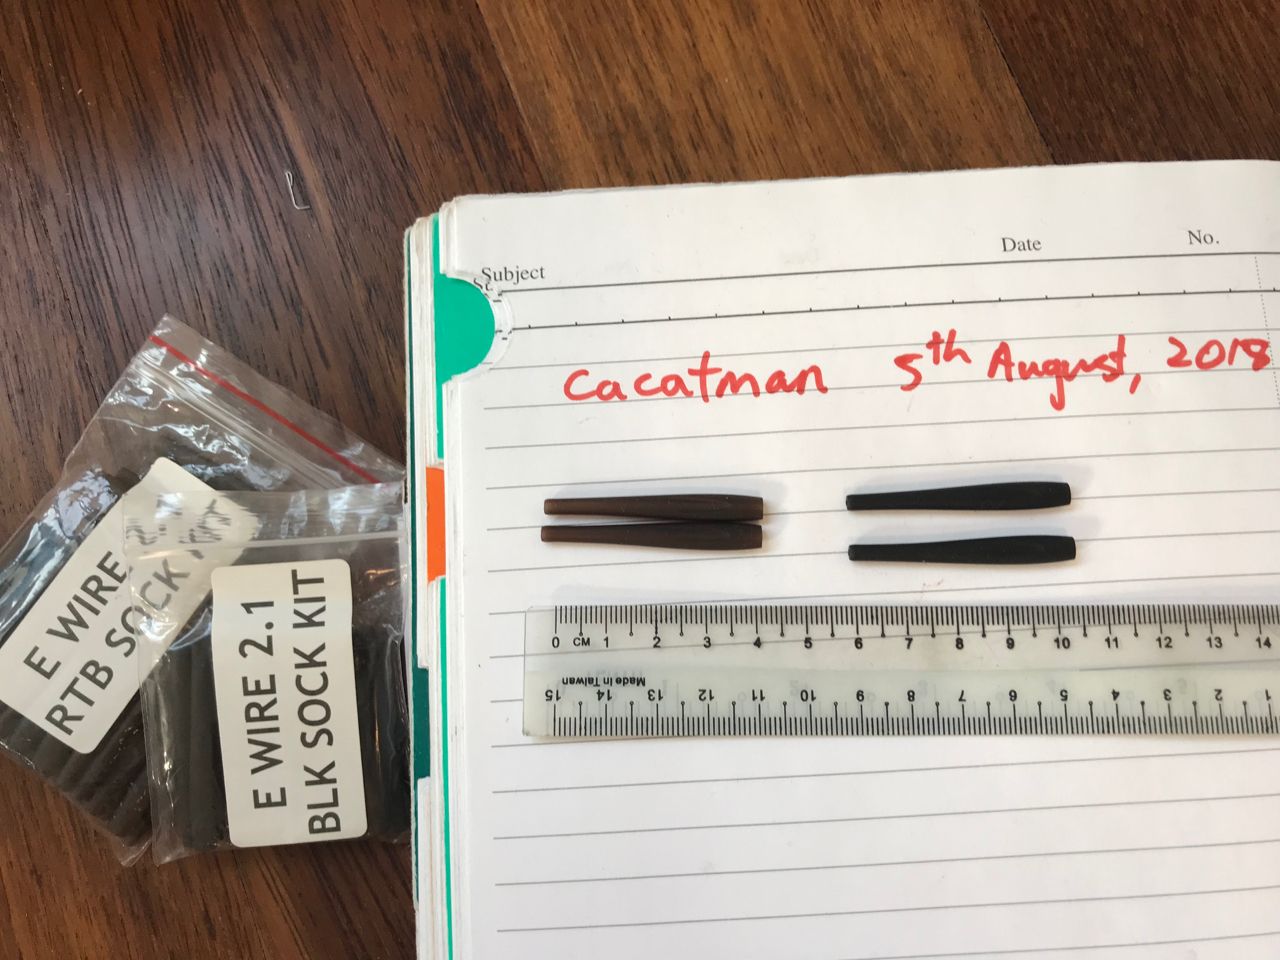 Subject
Date
No.
St
cacatman 5th August, 2018
0 CM 1 2 3 4 5 6 7 8 9 10 11 12 13 14
Made in Taiwan
15 14 13 12 11 10 9 8 7 6 5 4 3 2 1
E WIRE
RTB SOCK
E WIRE 2.1
BLK SOCK KIT